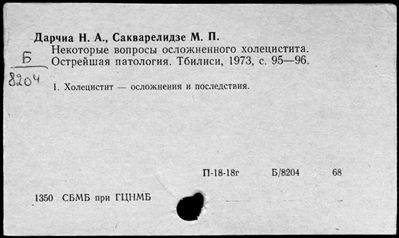 Дарчиа Н. А., Сакварелидзе М. П.
Некоторые вопросы осложненного холецистита.
Б
Острейшая патология. Тбилиси, 1973, с. 95—96.
8204
1. Холецистит — осложнения и последствия.
П-18-18г Б/8204 68
1350 СБМБ при ГЦНМБ